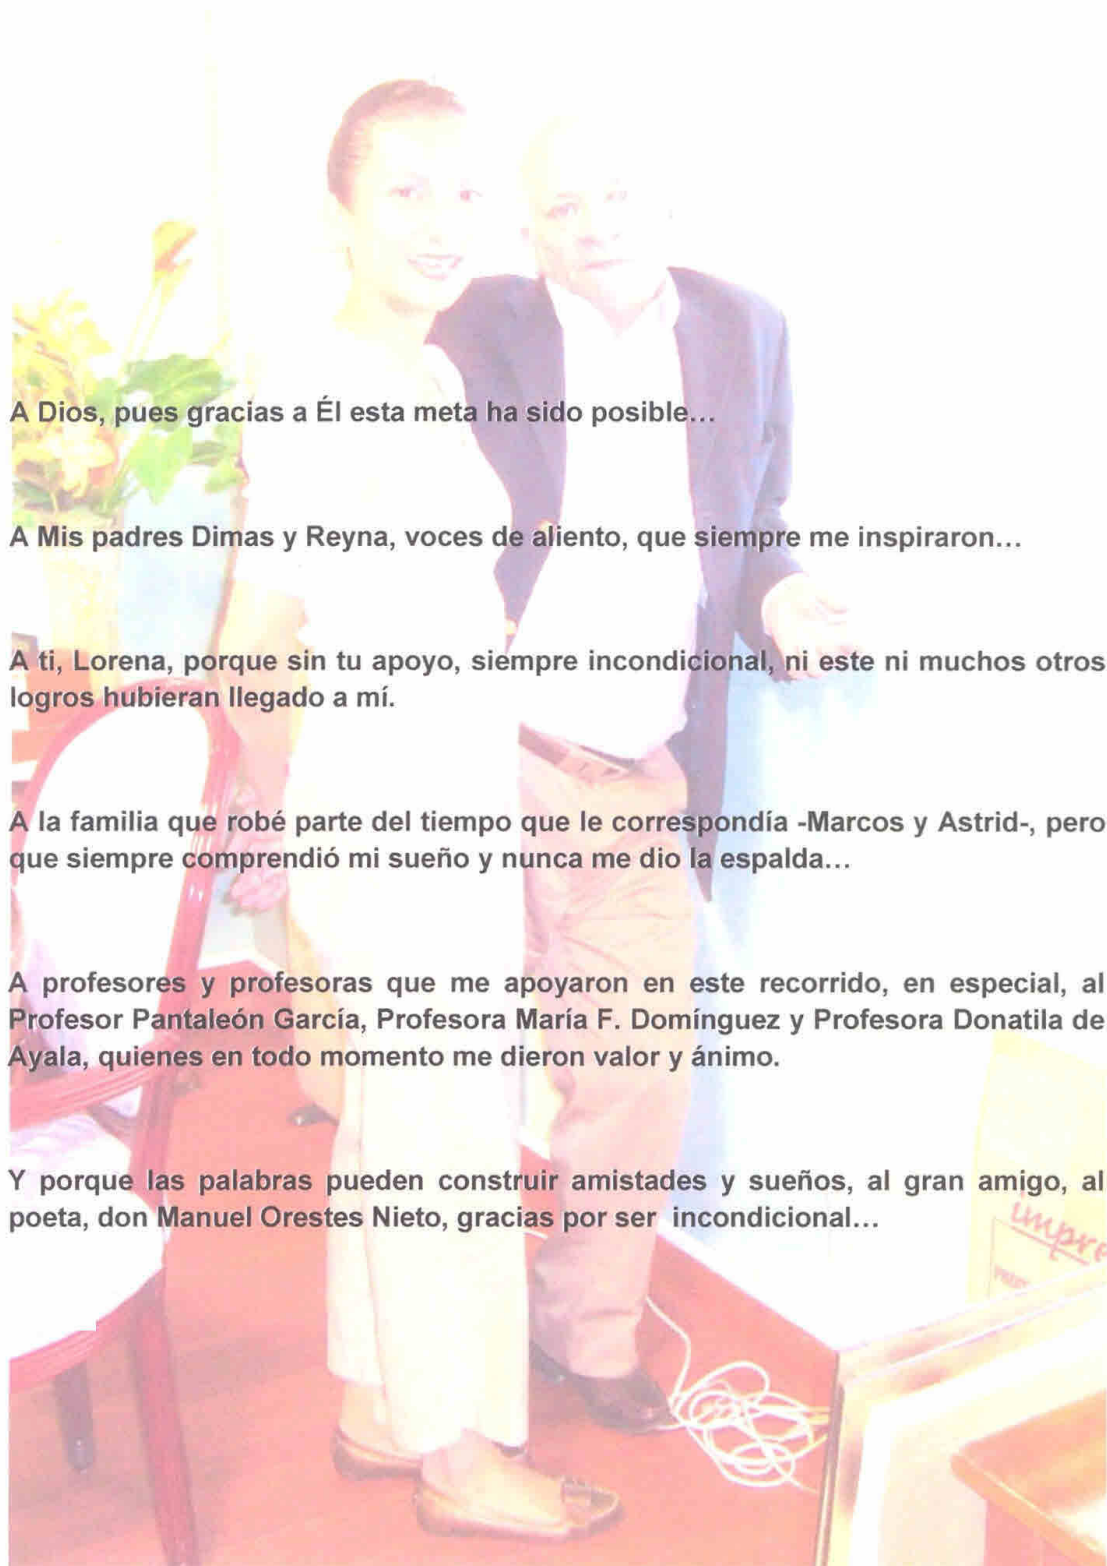 A Dios, pues gracias a Él esta meta ha sido posible...
A Mis padres Dimas y Reyna, voces de aliento, que siempre me inspiraron...
A ti, Lorena, porque sin tu apoyo, siempre incondicional, ni este ni muchos otros
logros hubieran llegado a mí.
A la familia que robé parte del tiempo que le correspondía -Marcos y Astrid-, pero
que siempre comprendió mi sueño y nunca me dio la espalda...
A profesores y profesoras que me apoyaron en este recorrido, en especial, al
Profesor Pantaleón García, Profesora María F. Domínguez y Profesora Donatila de
Ayala, quienes en todo momento me dieron valor y ánimo.
Y porque las palabras pueden construir amistades y sueños, al gran amigo, al
poeta, don Manuel Orestes Nieto, gracias por ser incondicional...
impre